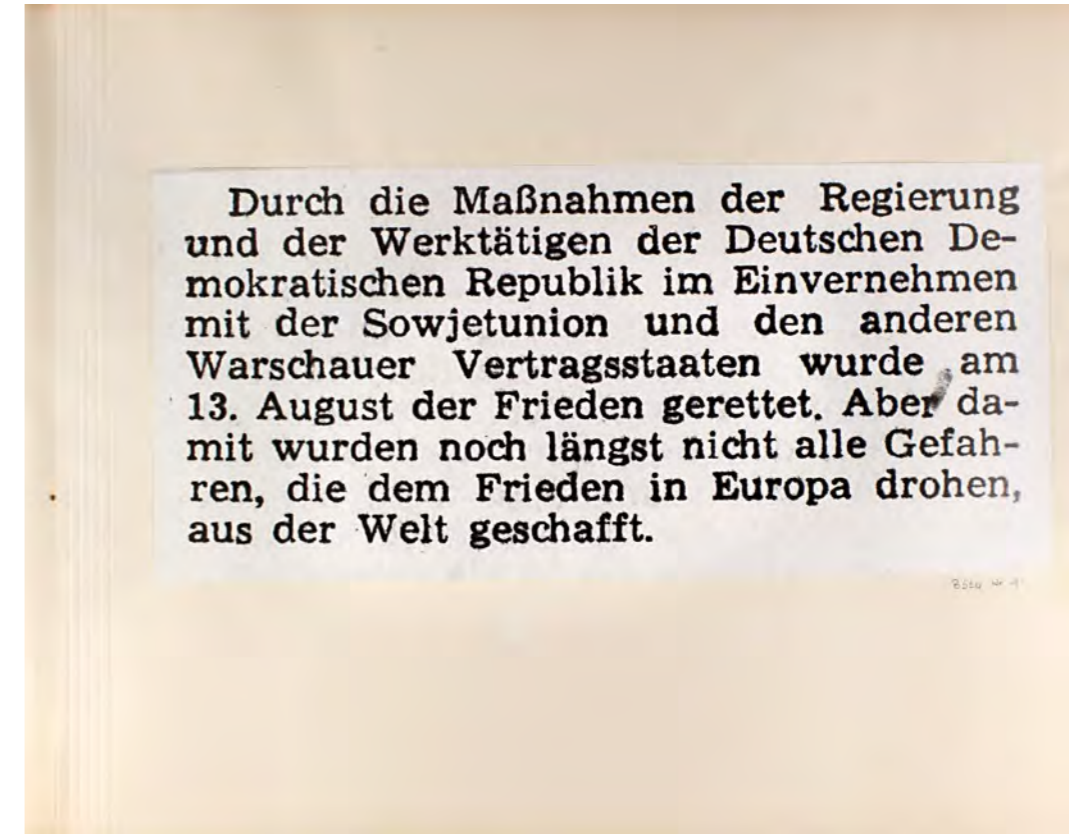 Durch die Maßnahmen der Regierung
und der Werktätigen der Deutschen De-
mokratischen Republik im Einvernehmen
mit der Sowjetunion und den anderen
Warschauer Vertragsstaaten wurde am
13. August der Frieden gerettet. Aber da-
mit wurden noch längst nicht alle Gefah-
ren, die dem Frieden in Europa drohen,
aus der Welt geschafft.